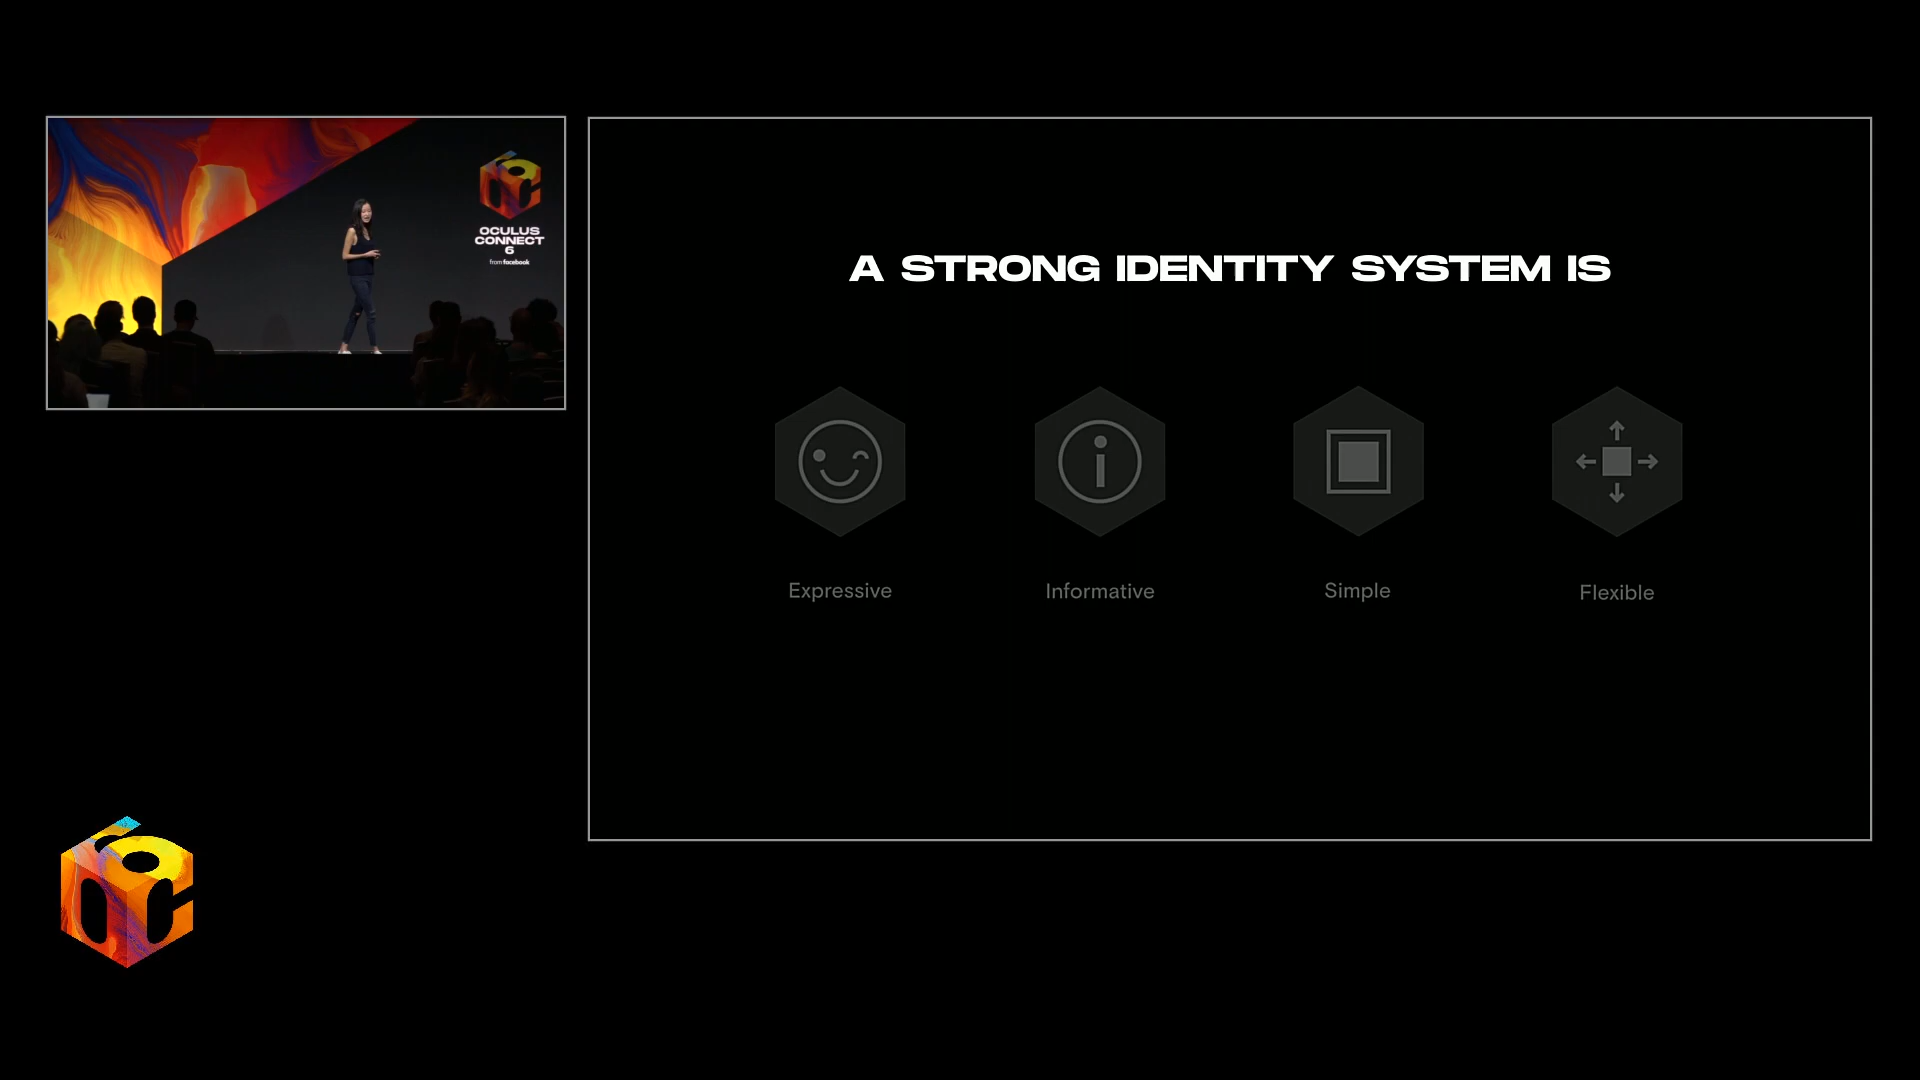 OCULUS
CONNECT
6
from facebook
A STRONG IDENTITY SYSTEM IS
Expressive
Informative
Simple
Flexible